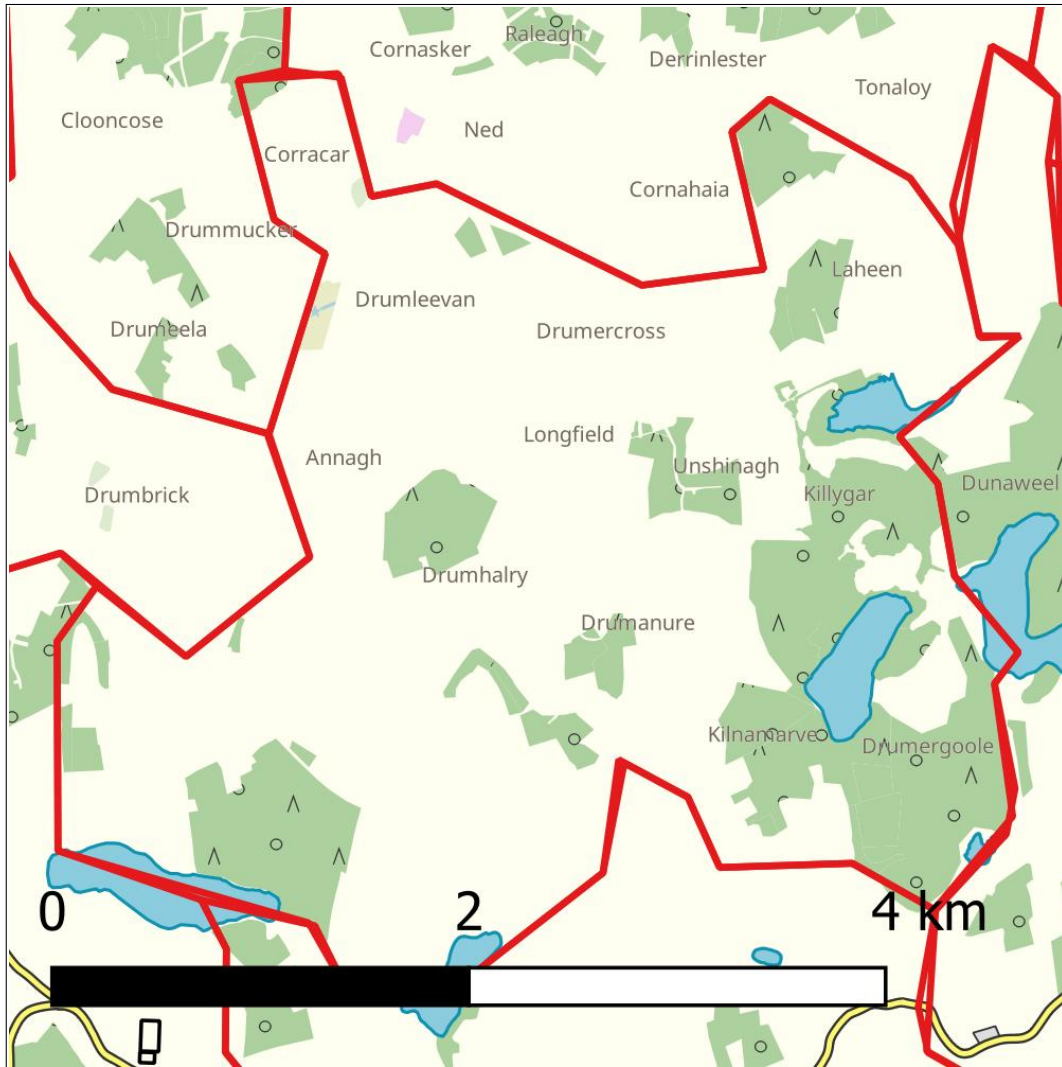 Raleagh
Cornasker
Derrinlester
Tonaloy
Clooncose
Ned
Corracar
Cornahaia
Drummucker
Laheen
Drumleevan
Drumeela
Drumercross
Longfield
Annagh
Unshinagh
Dunaweel
Drumbrick
Killygar
Drumhalry
Drumanure
Kilnamarve
Drumergoole
0 2 4 km